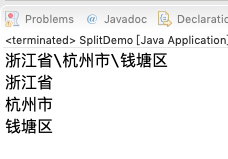 Problems @ Javadoc Declaratio
<terminated> SplitDemo [Java Application]
浙江省\杭州市\钱塘区
浙江省
杭州市
钱塘区